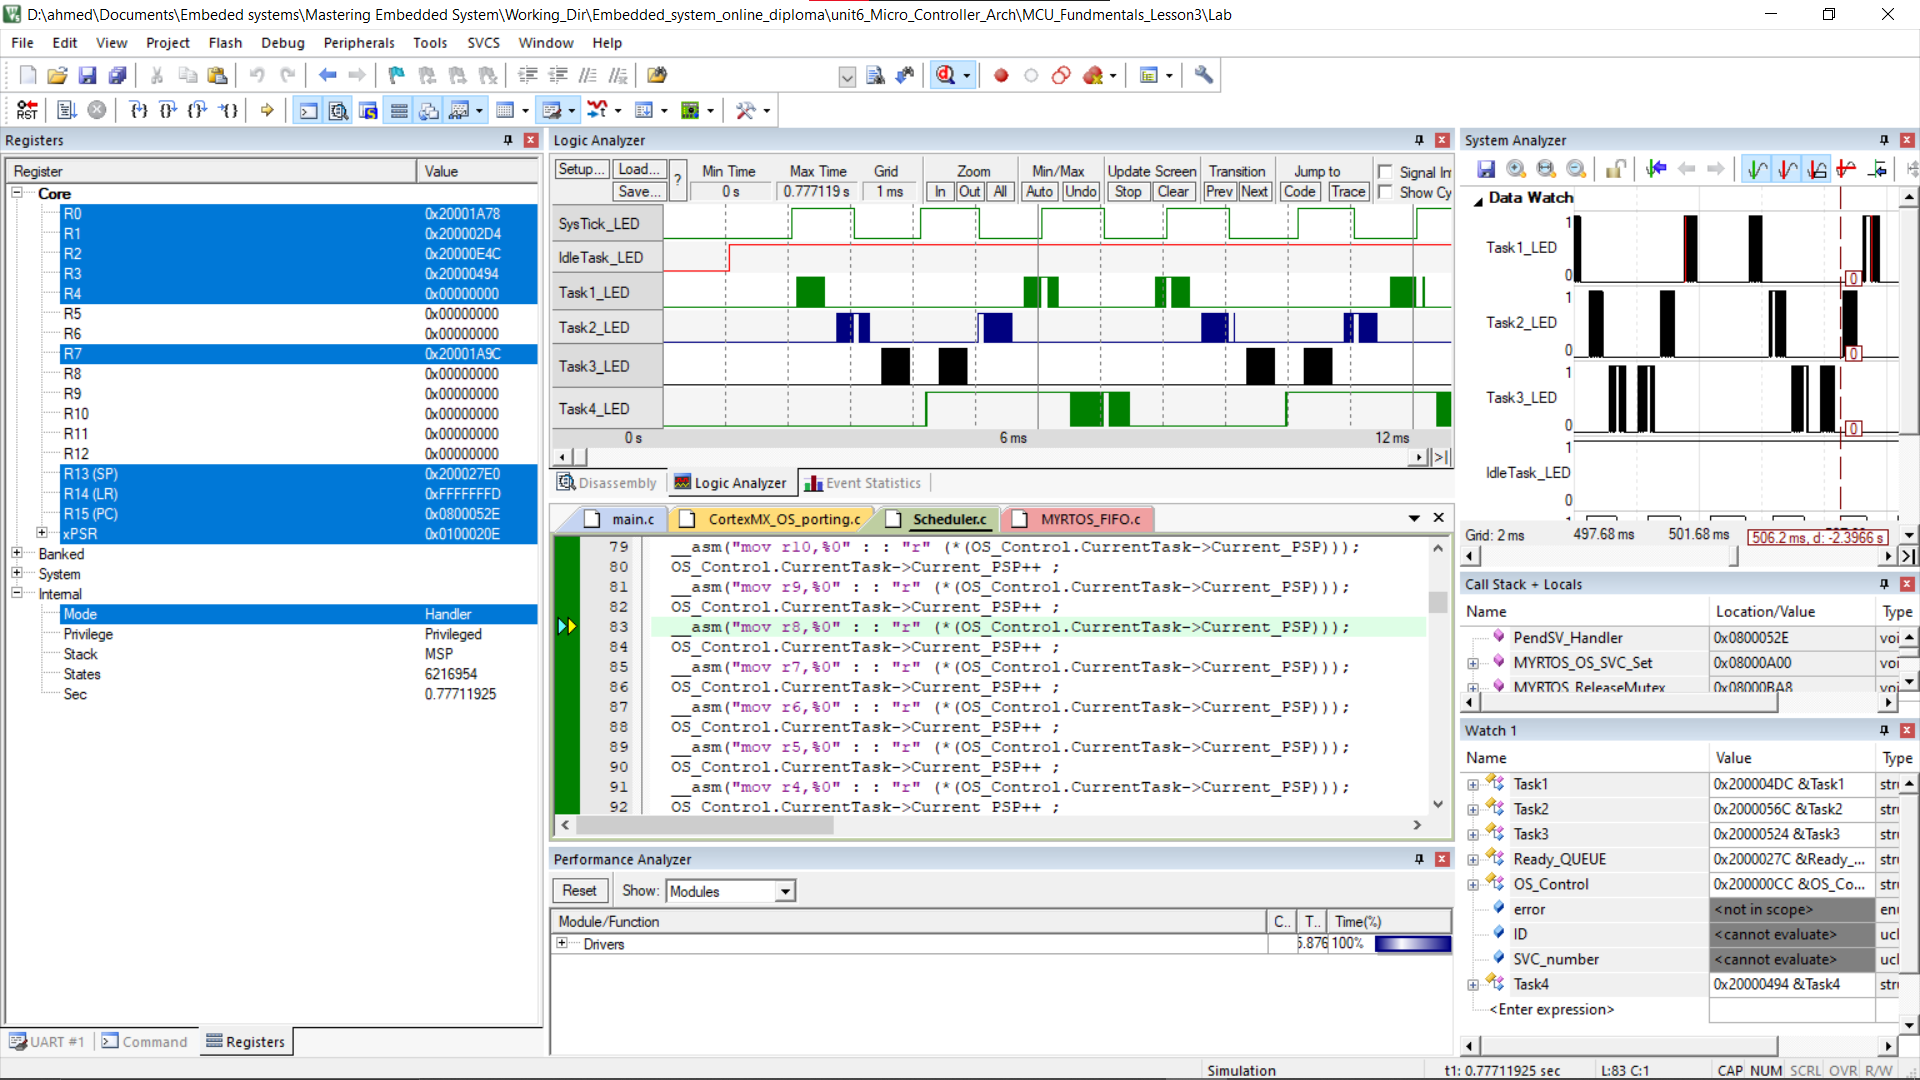 D:\ahmed\Documents\Embeded systems\Mastering Embedded System\Working_Dir\Embedded_system_online_diploma\unit6_Micro_Controller_Arch\MCU_Fundmentals_Lesson3\Lab
File Edit View Project Flash Debug Peripherals Tools SVCS Window Help
Registers
Register Value
Core
R0 0x20001A78
R1 0x200002D4
R2 0x20000E4C
R3 0x20000494
R4 0x00000000
R5 0x00000000
R6 0x00000000
R7 0x20001A9C
R8 0x00000000
R9 0x00000000
R10 0x00000000
R11 0x00000000
R12 0x00000000
R13 (SP) 0x200027E0
R14 (LR) 0xFFFFFFFD
R15 (PC) 0x0800052E
xPSR 0x0100020E
Banked
System
Internal
Mode Handler
Privilege Privileged
Stack MSP
States 6216954
Sec 0.77711925
UART #1 Command Registers
Logic Analyzer
Setup... Load... Save... ?
Min Time Max Time Grid Zoom Min/Max Update Screen Transition Jump to Signal In
0 s 0.777119 s 1 ms In Out All Auto Undo Stop Clear Prev Next Code Trace Show Cy
SysTick_LED
IdleTask_LED
Task1_LED
Task2_LED
Task3_LED
Task4_LED
0 s 6 ms 12 ms
Disassembly Logic Analyzer Event Statistics
main.c CortexMX_OS_porting.c Scheduler.c MYRTOS_FIFO.c
79 __asm("mov r10,%0" : : "r" (*(OS_Control.CurrentTask->Current_PSP)));
80 OS_Control.CurrentTask->Current_PSP++ ;
81 __asm("mov r9,%0" : : "r" (*(OS_Control.CurrentTask->Current_PSP)));
82 OS_Control.CurrentTask->Current_PSP++ ;
83 __asm("mov r8,%0" : : "r" (*(OS_Control.CurrentTask->Current_PSP)));
84 OS_Control.CurrentTask->Current_PSP++ ;
85 __asm("mov r7,%0" : : "r" (*(OS_Control.CurrentTask->Current_PSP)));
86 OS_Control.CurrentTask->Current_PSP++ ;
87 __asm("mov r6,%0" : : "r" (*(OS_Control.CurrentTask->Current_PSP)));
88 OS_Control.CurrentTask->Current_PSP++ ;
89 __asm("mov r5,%0" : : "r" (*(OS_Control.CurrentTask->Current_PSP)));
90 OS_Control.CurrentTask->Current_PSP++ ;
91 __asm("mov r4,%0" : : "r" (*(OS_Control.CurrentTask->Current_PSP)));
92 OS_Control.CurrentTask->Current_PSP++ ;
Performance Analyzer
Reset Show: Modules
Module/Function C.. T.. Time(%)
Drivers 5.876 100%
System Analyzer
Data Watch
1
Task1_LED
0 0
1
Task2_LED
0 0
1
Task3_LED
0 0
1
IdleTask_LED
0
Grid: 2 ms 497.68 ms 501.68 ms 506.2 ms, d: -2.3966 s
Call Stack + Locals
Name Location/Value Type
PendSV_Handler 0x0800052E voi
MYRTOS_OS_SVC_Set 0x08000A00 voi
MYRTOS_ReleaseMutex 0x08000BA8 voi
Watch 1
Name Value Type
Task1 0x200004DC &Task1 stru
Task2 0x2000056C &Task2 stru
Task3 0x20000524 &Task3 stru
Ready_QUEUE 0x2000027C &Ready_... stru
OS_Control 0x200000CC &OS_Co... stru
error <not in scope> enu
ID <cannot evaluate> ucl
SVC_number <cannot evaluate> ucl
Task4 0x20000494 &Task4 stru
<Enter expression>
Simulation t1: 0.77711925 sec L:83 C:1 CAP NUM SCRL OVR R/W